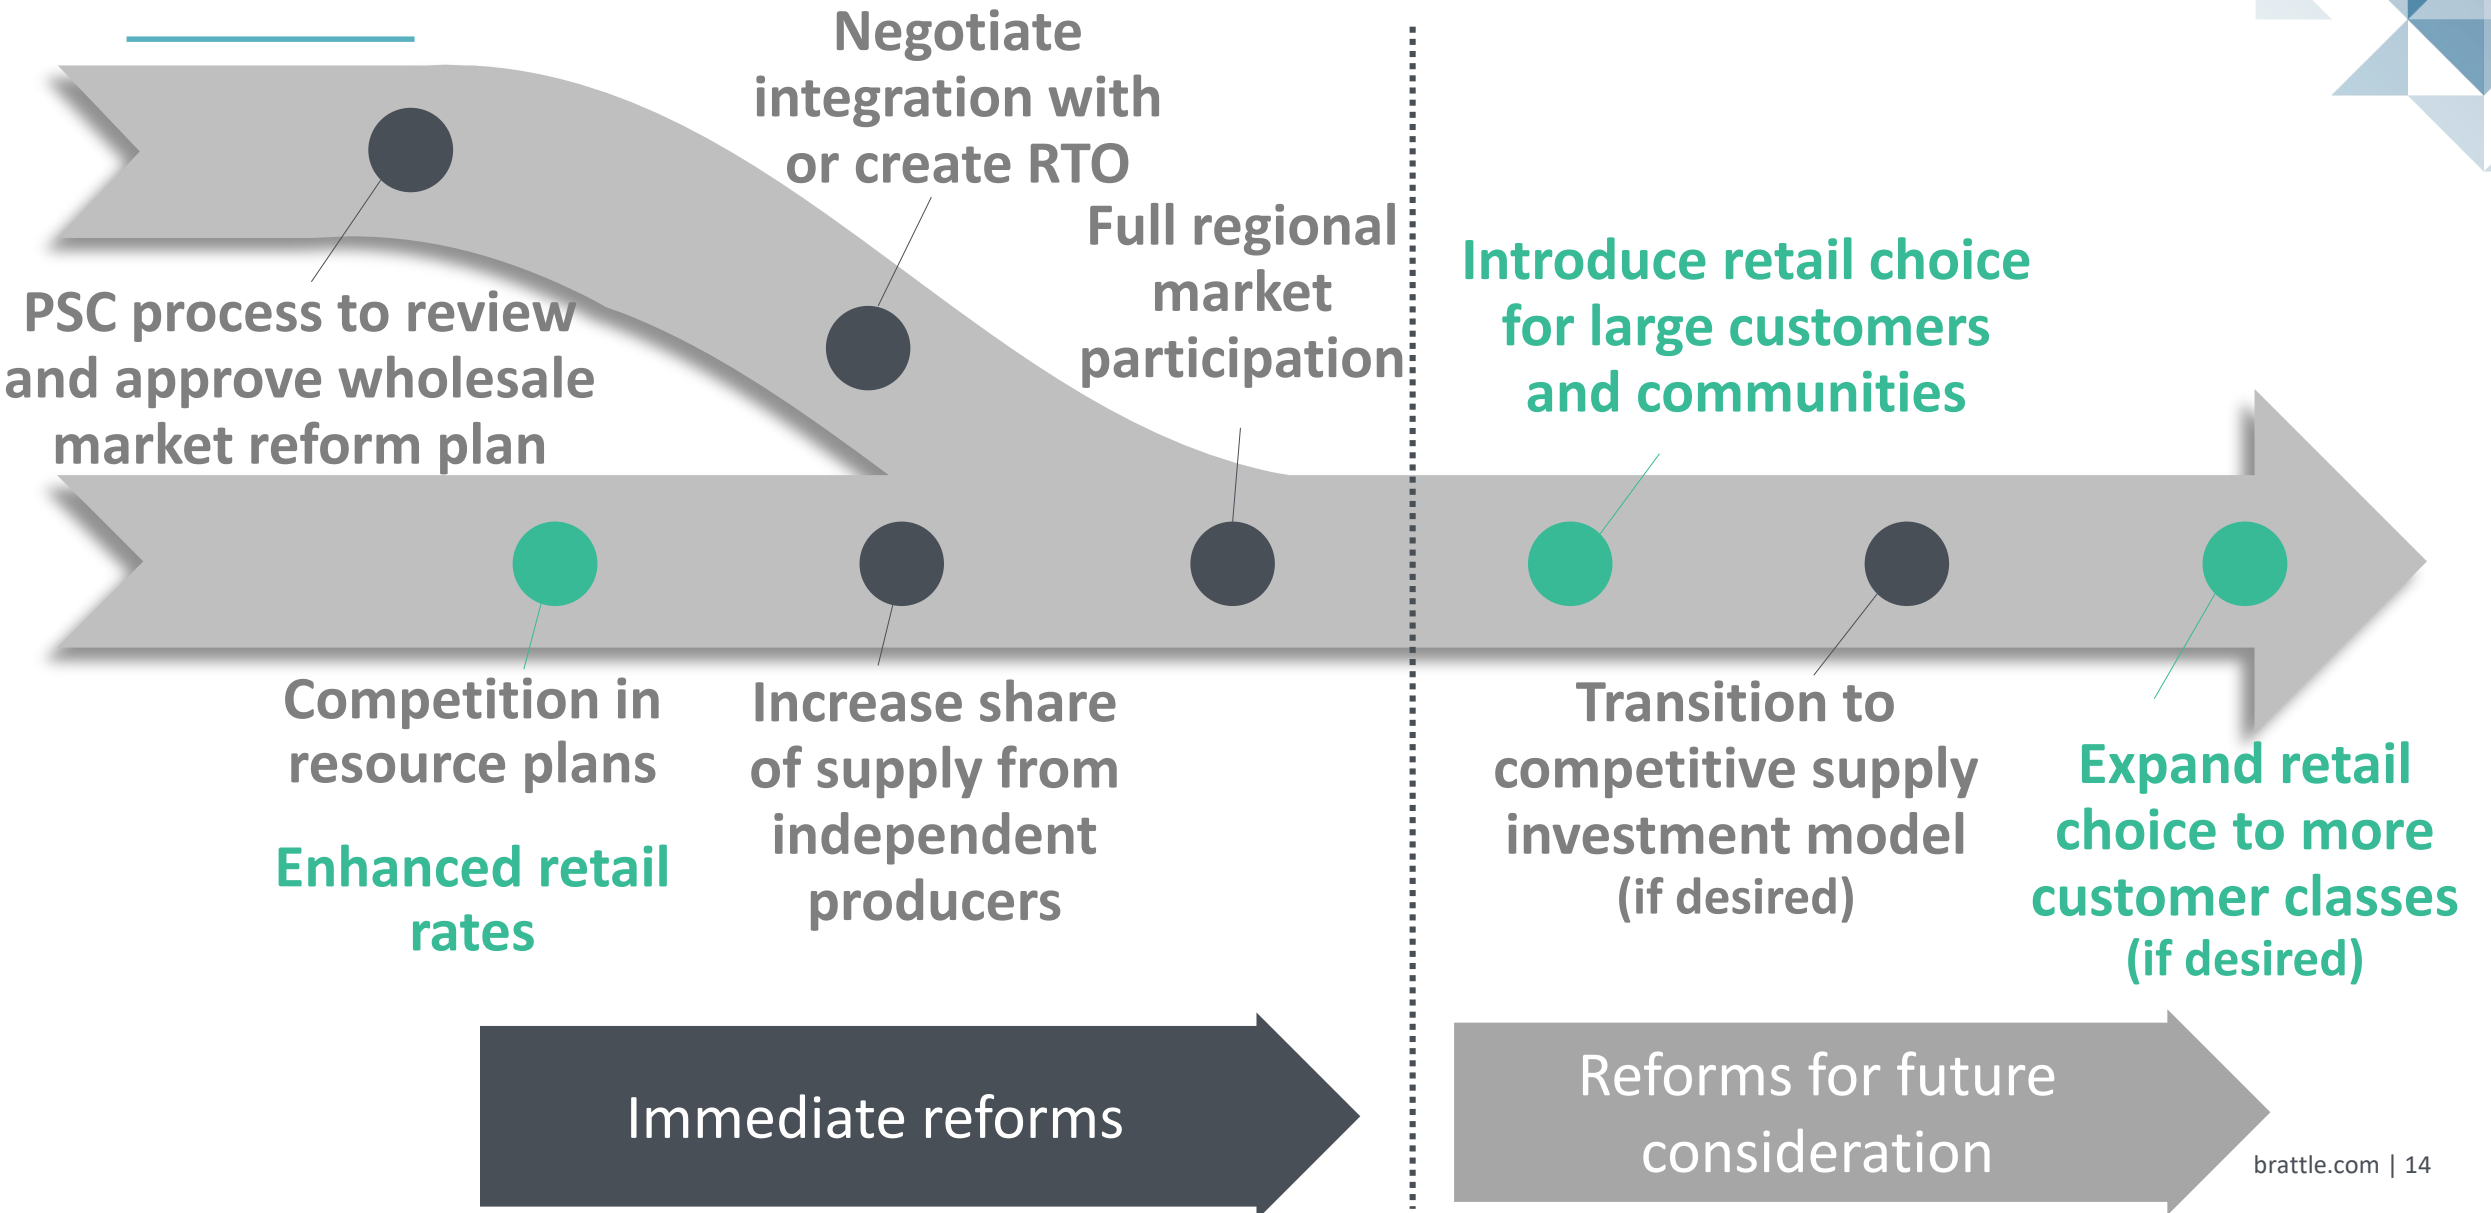 Negotiate
integration with
or create RTO
Full regional
market
participation
Introduce retail choice
for large customers
and communities
PSC process to review
and approve wholesale
market reform plan
Competition in
resource plans
Enhanced retail
rates
Increase share
of supply from
independent
producers
Transition to
competitive supply
investment model
(if desired)
Expand retail
choice to more
customer classes
(if desired)
Immediate reforms
Reforms for future
consideration
brattle.com | 14